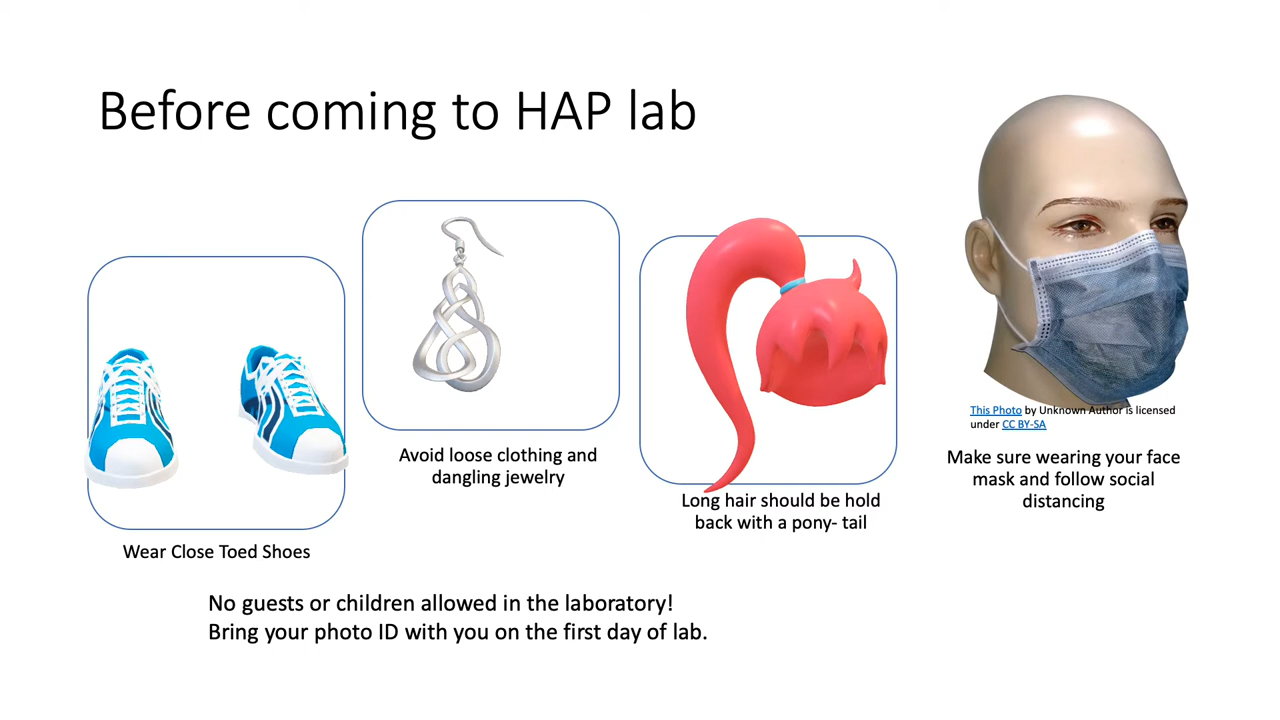 Before coming to HAP lab
Wear Close Toed Shoes
Avoid loose clothing and
dangling jewelry
Long hair should be hold
back with a pony- tail
This Photo by Unknown Author is licensed
under CC BY-SA
Make sure wearing your face
mask and follow social
distancing
No guests or children allowed in the laboratory!
Bring your photo ID with you on the first day of lab.